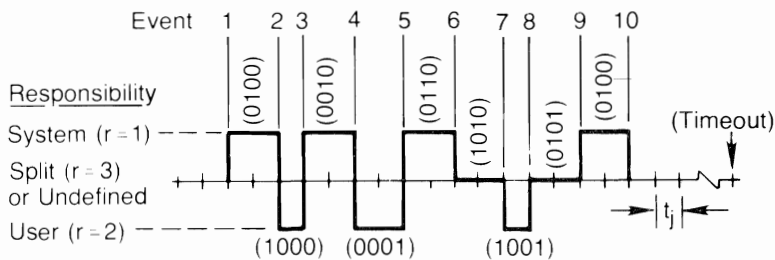 Event 1 2 3 4 5 6 7 8 9 10
(0100) (0010) (0110) (1010) (0101) (0100)
Responsibility
System (r = 1)
(Timeout)
Split (r = 3)
or Undefined
User (r = 2)
tj
(1000) (0001) (1001)